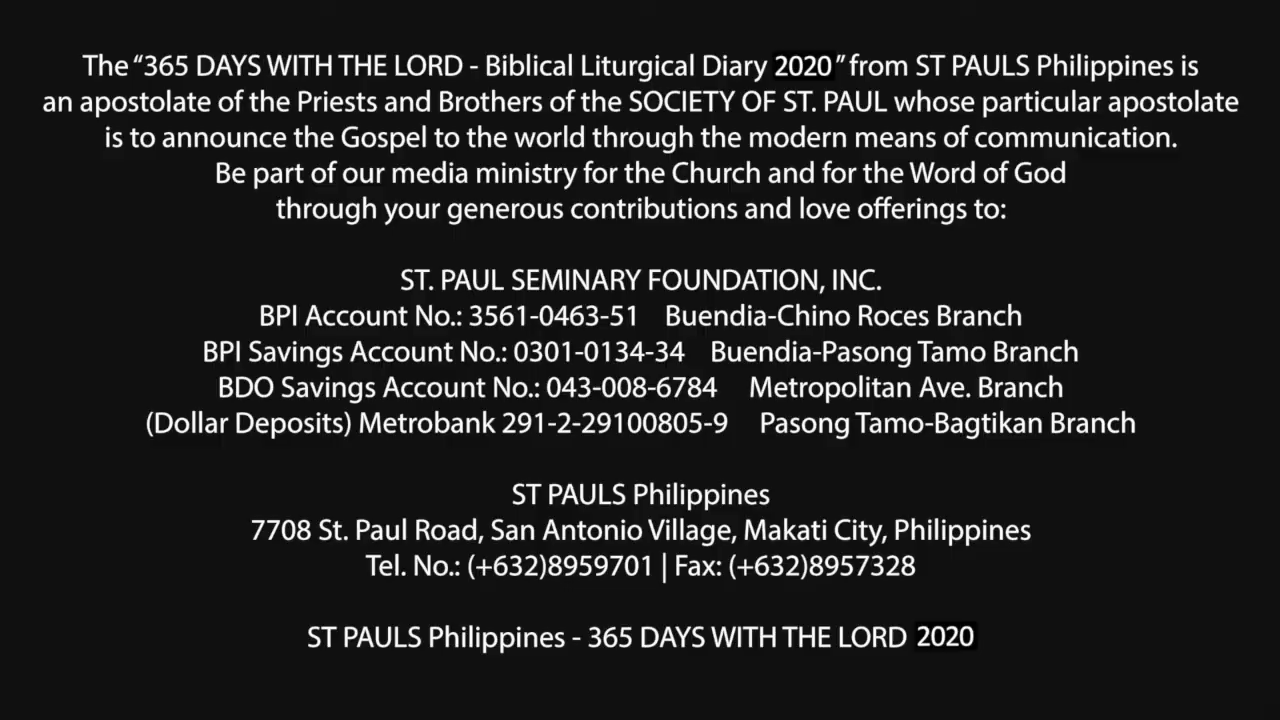 The “365 DAYS WITH THE LORD - Biblical Liturgical Diary 2020” from ST PAULS Philippines is
an apostolate of the Priests and Brothers of the SOCIETY OF ST. PAUL whose particular apostolate
is to announce the Gospel to the world through the modern means of communication.
Be part of our media ministry for the Church and for the Word of God
through your generous contributions and love offerings to:
ST. PAUL SEMINARY FOUNDATION, INC.
BPI Account No.: 3561-0463-51 Buendia-Chino Roces Branch
BPI Savings Account No.: 0301-0134-34 Buendia-Pasong Tamo Branch
BDO Savings Account No.: 043-008-6784 Metropolitan Ave. Branch
(Dollar Deposits) Metrobank 291-2-29100805-9 Pasong Tamo-Bagtikan Branch
ST PAULS Philippines
7708 St. Paul Road, San Antonio Village, Makati City, Philippines
Tel. No.: (+632)8959701 | Fax: (+632)8957328
ST PAULS Philippines - 365 DAYS WITH THE LORD 2020